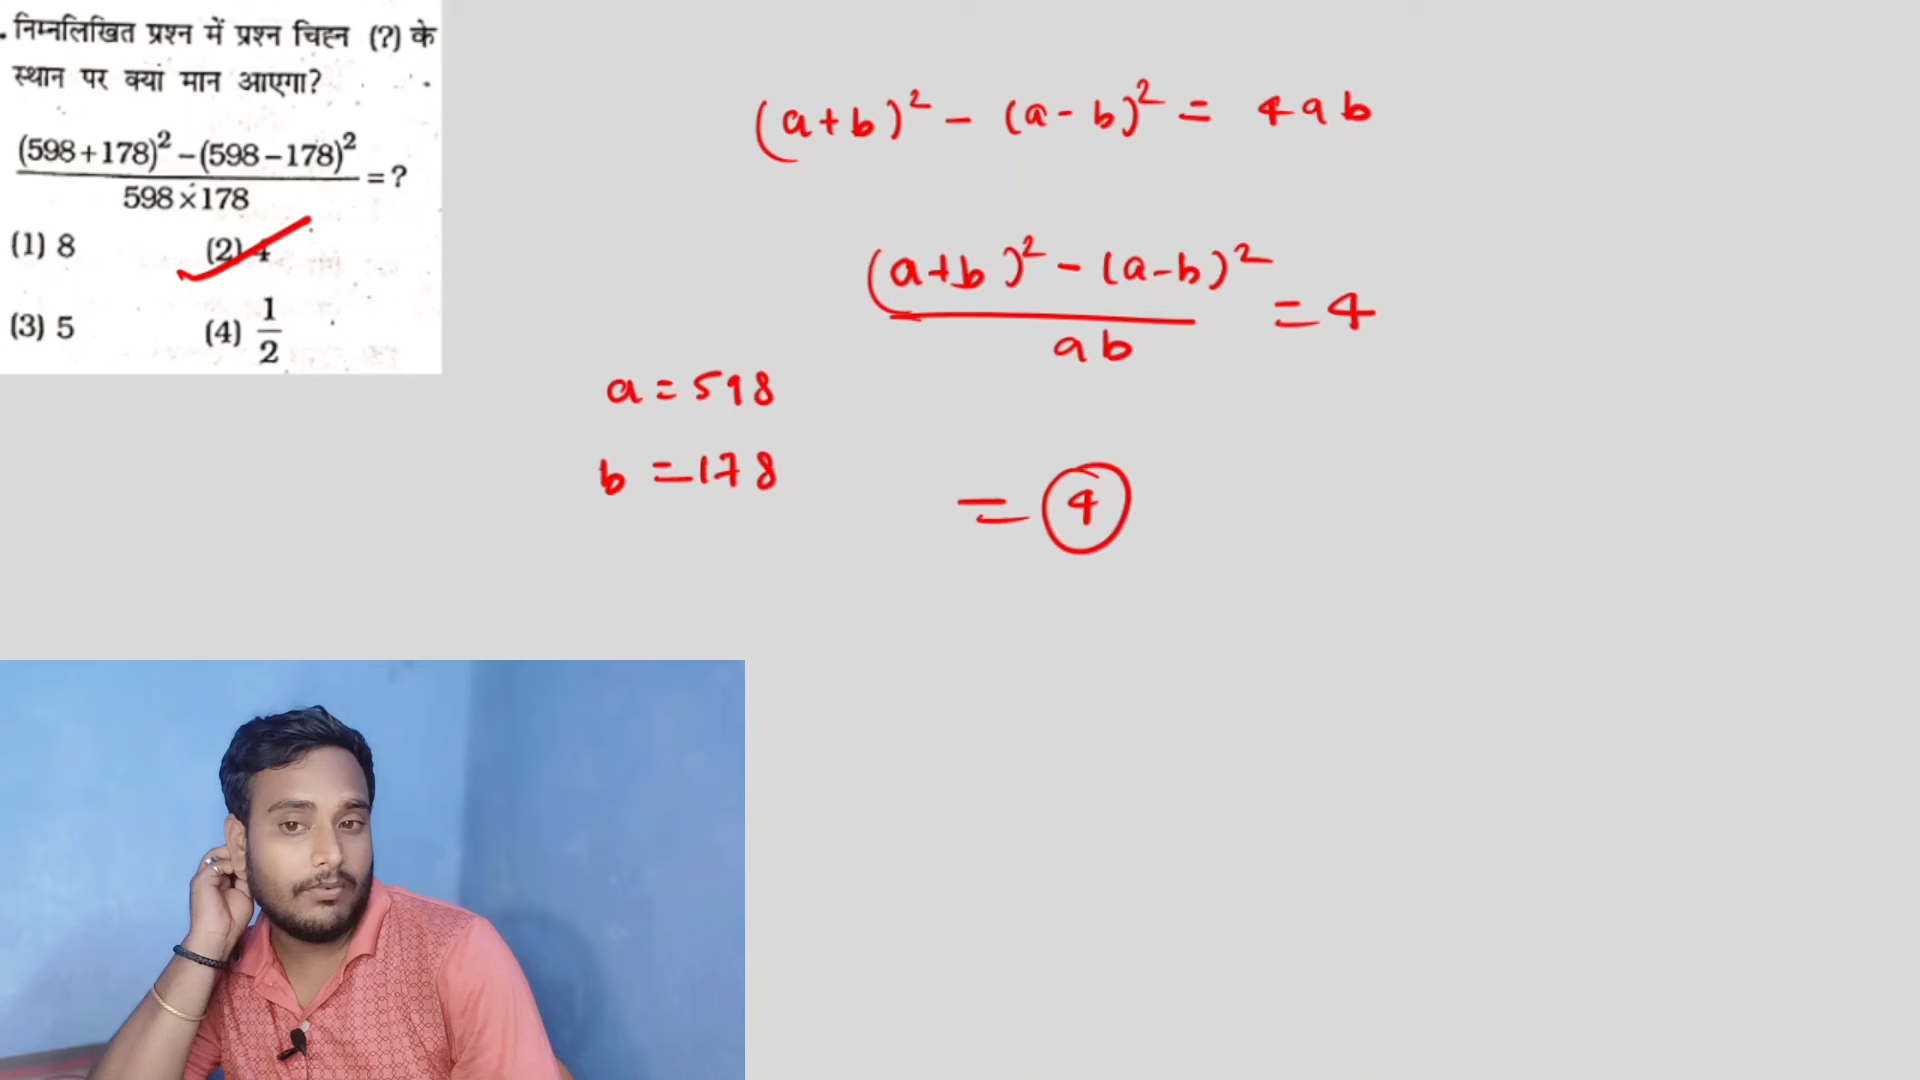 . निम्नलिखित प्रश्न में प्रश्न चिह्न (?) के
स्थान पर क्या मान आएगा?
(598+178)² –(598–178)²
598×178
= ?
(1) 8
(2) 4
(3) 5
(4) 1/2
(a+b)² – (a-b)² = 4ab
(a+b)² – (a-b)²
ab
= 4
a = 598
b = 178
= 4